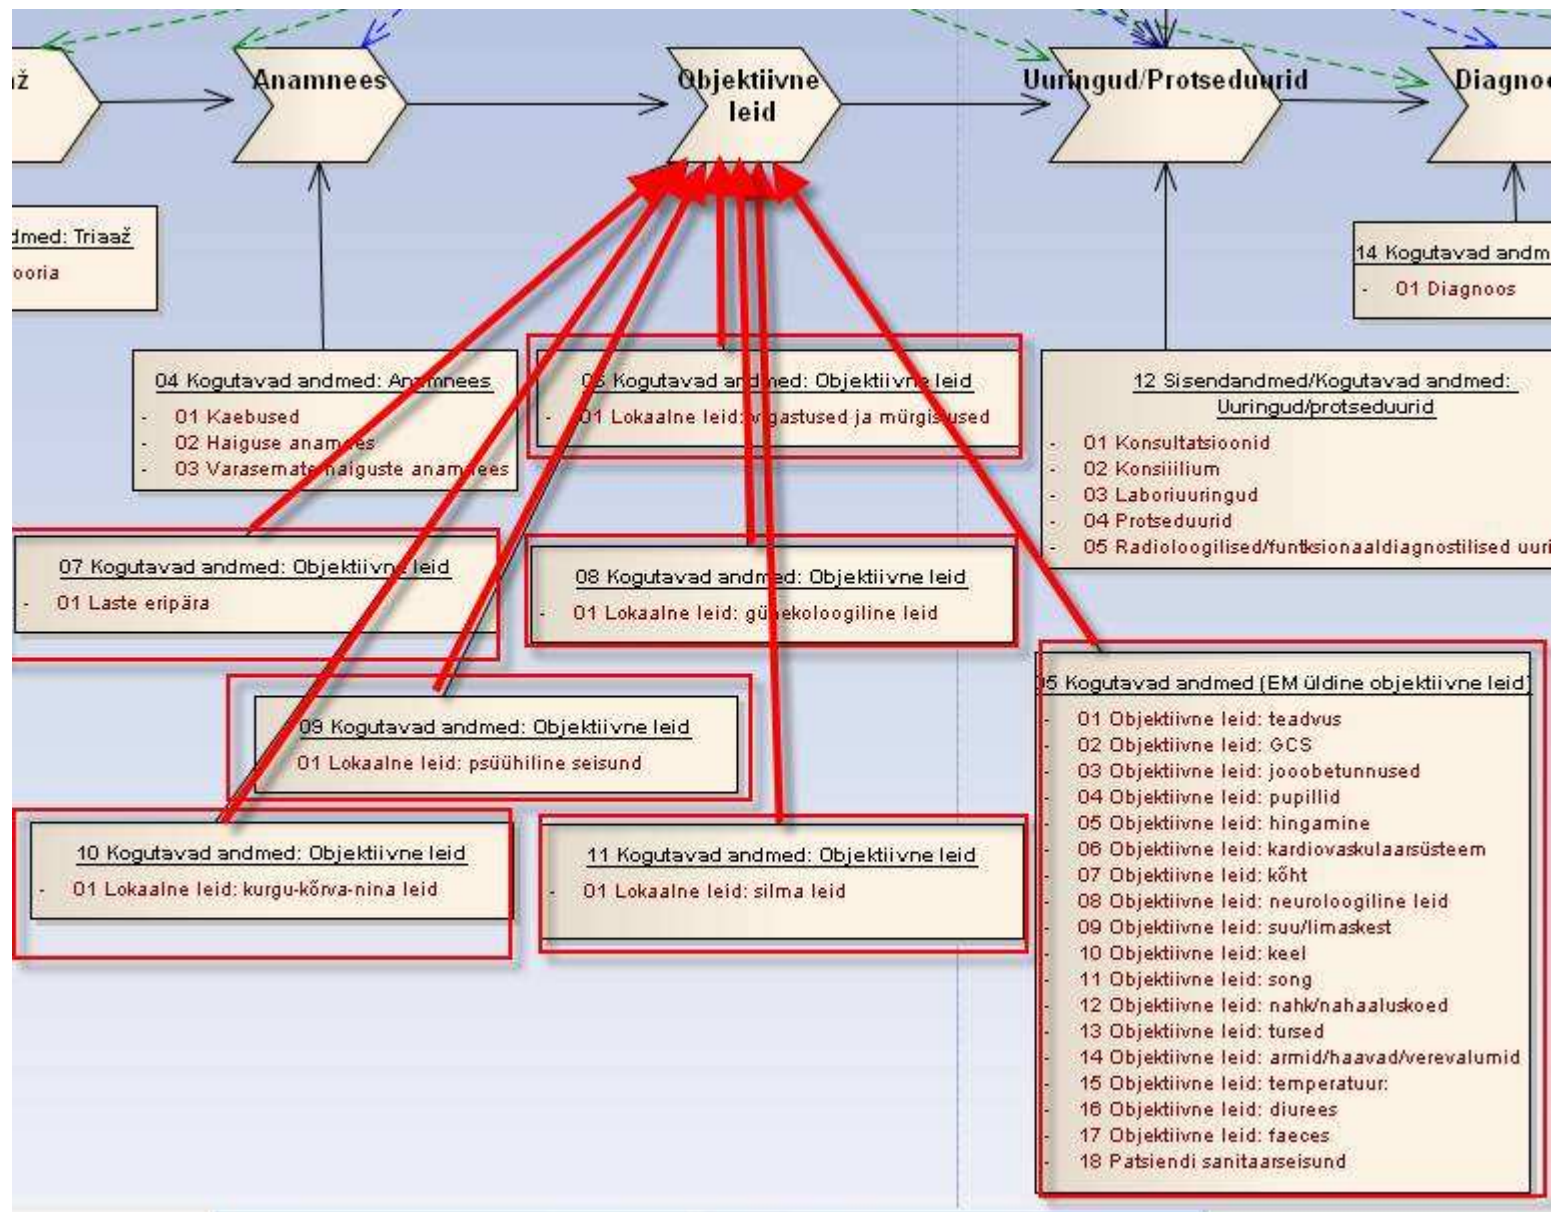 až
Anamnees
Objektiivne
leid
Uuringud/Protseduurid
dmed: Triaaž
ooria
14 Kogutavad andm
- 01 Diagnoos
04 Kogutavad andmed: Anamnees
- 01 Kaebused
- 02 Haiguse anamees
- 03 Varasemate haiguste anamnees
06 Kogutavad andmed: Objektiivne leid
- 01 Lokaalne leid: vigastused ja mürgistused
12 Sisendandmed/Kogutavad andmed:
Uuringud/protseduurid
- 01 Konsultatsioonid
- 02 Konsiiilium
- 03 Laboriuuringud
- 04 Protseduurid
- 05 Radioloogilised/funtksionaaldiagnostilised uuri
07 Kogutavad andmed: Objektiivne leid
- 01 Laste eripära
08 Kogutavad andmed: Objektiivne leid
- 01 Lokaalne leid: günekoloogiline leid
09 Kogutavad andmed: Objektiivne leid
01 Lokaalne leid: psüühiline seisund
10 Kogutavad andmed: Objektiivne leid
- 01 Lokaalne leid: kurgu-kõrva-nina leid
11 Kogutavad andmed: Objektiivne leid
- 01 Lokaalne leid: silma leid
05 Kogutavad andmed (EM üldine objektiivne leid)
- 01 Objektiivne leid: teadvus
- 02 Objektiivne leid: GCS
- 03 Objektiivne leid: jooobetunnused
- 04 Objektiivne leid: pupillid
- 05 Objektiivne leid: hingamine
- 06 Objektiivne leid: kardiovaskulaarsüsteem
- 07 Objektiivne leid: kõht
- 08 Objektiivne leid: neuroloogiline leid
- 09 Objektiivne leid: suu/limaskest
- 10 Objektiivne leid: keel
- 11 Objektiivne leid: song
- 12 Objektiivne leid: nahk/nahaaluskoed
- 13 Objektiivne leid: tursed
- 14 Objektiivne leid: armid/haavad/verevalumid
- 15 Objektiivne leid: temperatuur:
- 16 Objektiivne leid: diurees
- 17 Objektiivne leid: faeces
- 18 Patsiendi sanitaarseisund